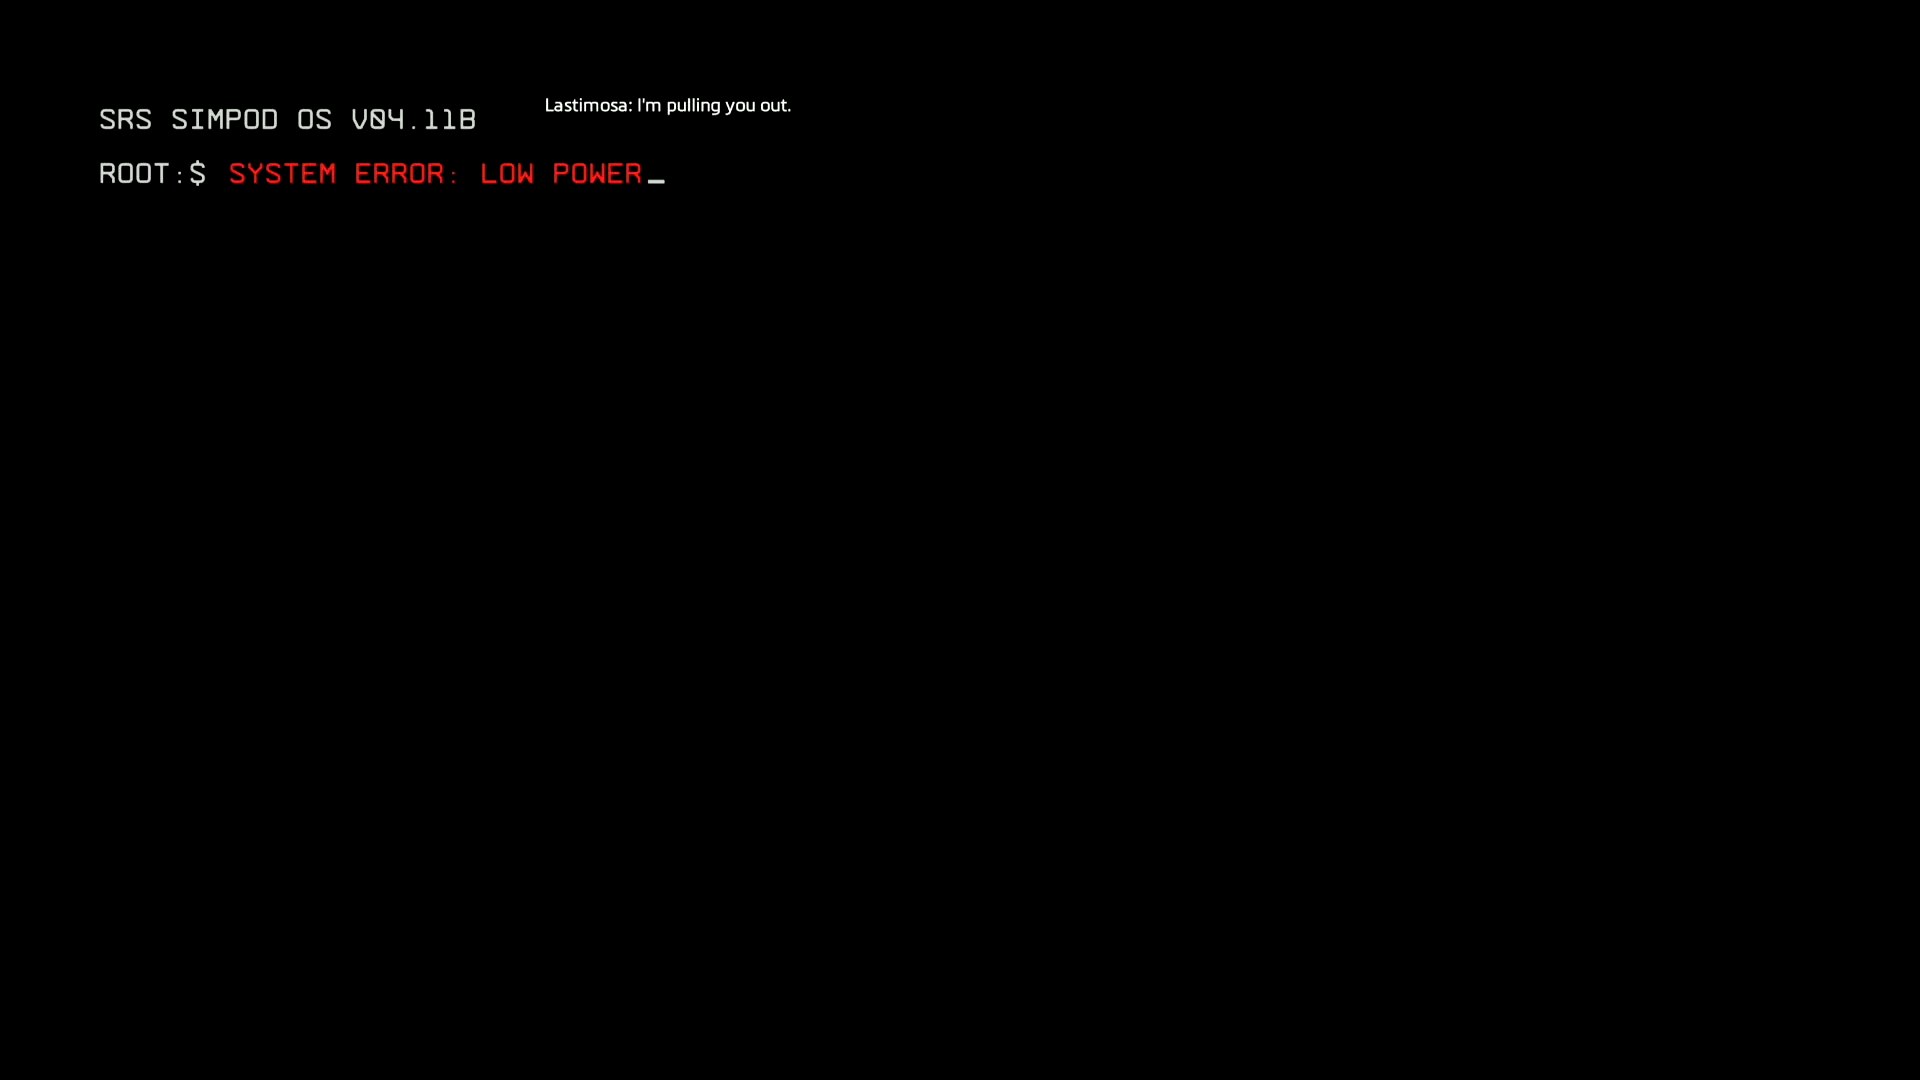 Lastimosa: I'm pulling you out.
SRS SIMPOD OS V04.11B
ROOT:$ SYSTEM ERROR: LOW POWER_